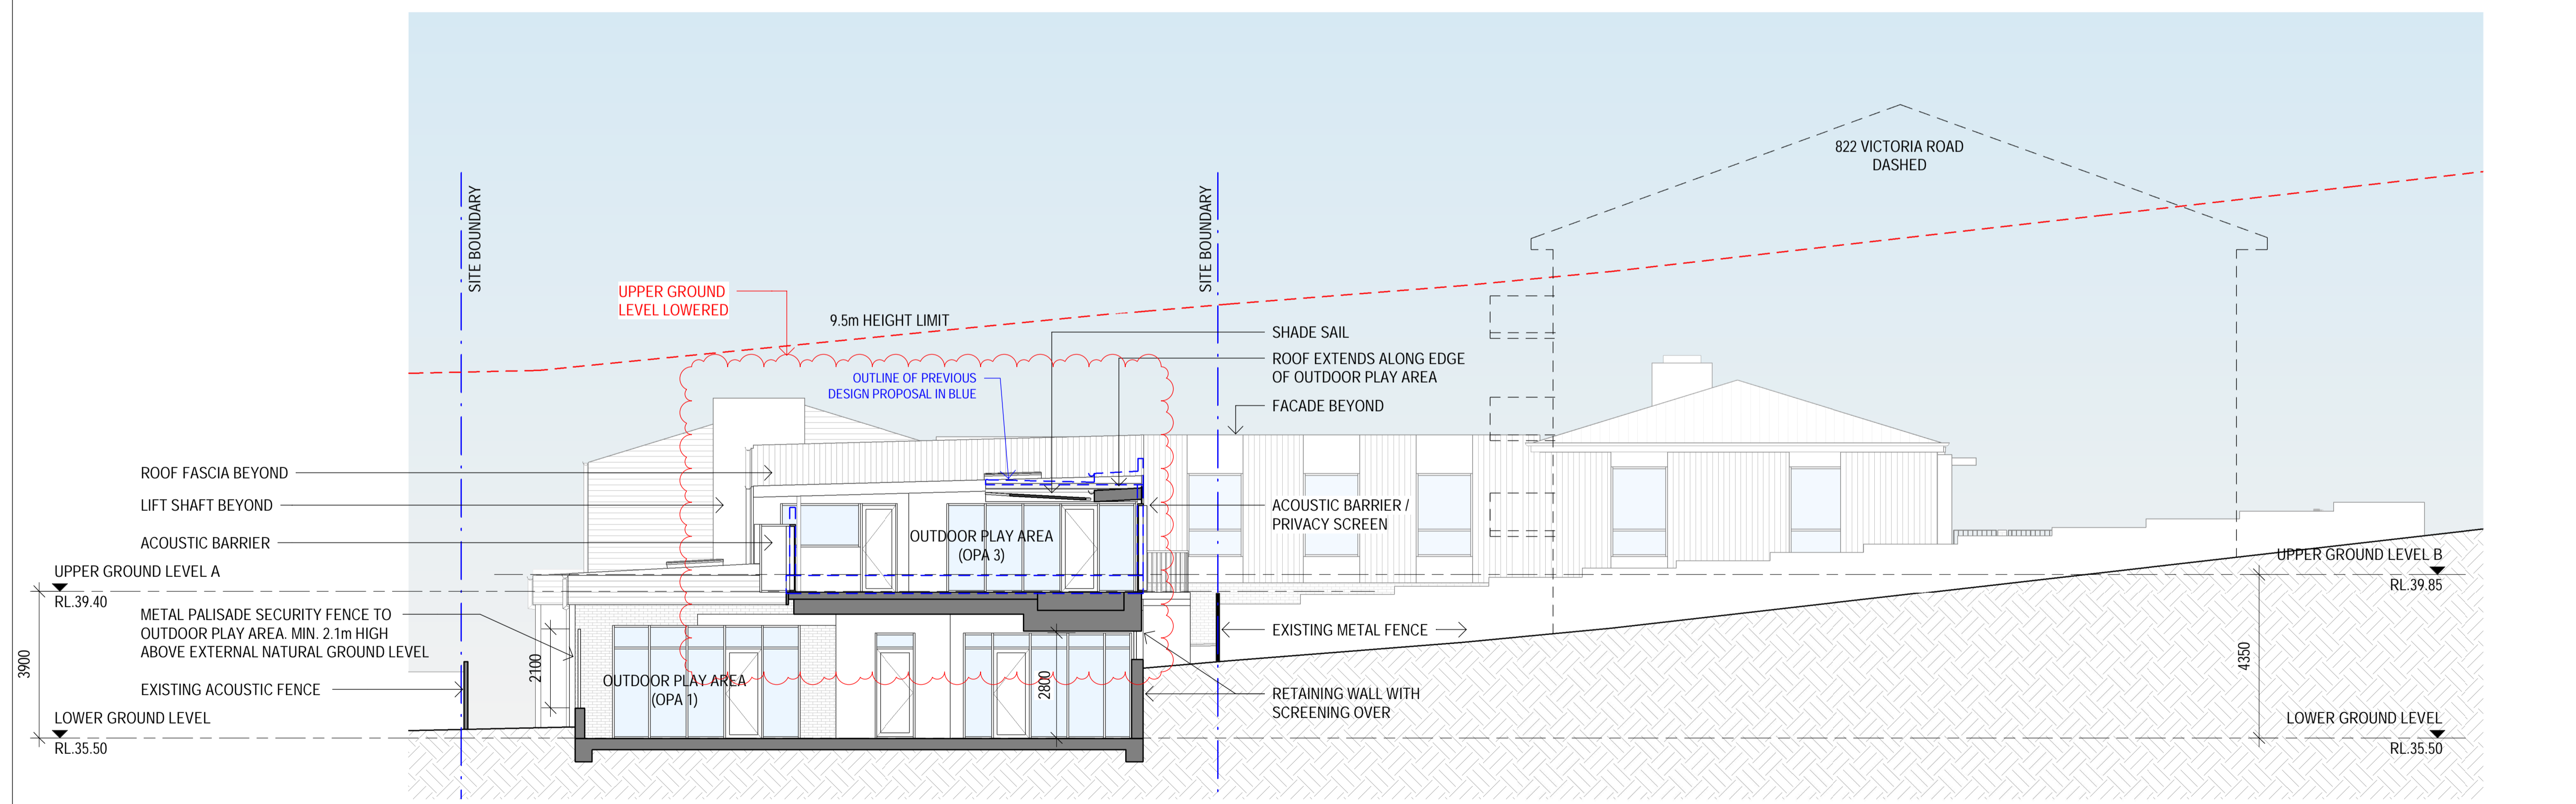 822 VICTORIA ROAD
DASHED
SITE BOUNDARY
SITE BOUNDARY
UPPER GROUND
LEVEL LOWERED
9.5m HEIGHT LIMIT
SHADE SAIL
ROOF EXTENDS ALONG EDGE
OF OUTDOOR PLAY AREA
OUTLINE OF PREVIOUS
DESIGN PROPOSAL IN BLUE
FACADE BEYOND
ROOF FASCIA BEYOND
LIFT SHAFT BEYOND
ACOUSTIC BARRIER /
PRIVACY SCREEN
ACOUSTIC BARRIER
OUTDOOR PLAY AREA
(OPA 3)
UPPER GROUND LEVEL A
RL.39.40
UPPER GROUND LEVEL B
RL.39.85
METAL PALISADE SECURITY FENCE TO
OUTDOOR PLAY AREA. MIN. 2.1m HIGH
ABOVE EXTERNAL NATURAL GROUND LEVEL
EXISTING METAL FENCE
3900
2100
2800
4350
OUTDOOR PLAY AREA
(OPA 1)
EXISTING ACOUSTIC FENCE
RETAINING WALL WITH
SCREENING OVER
LOWER GROUND LEVEL
RL.35.50
LOWER GROUND LEVEL
RL.35.50